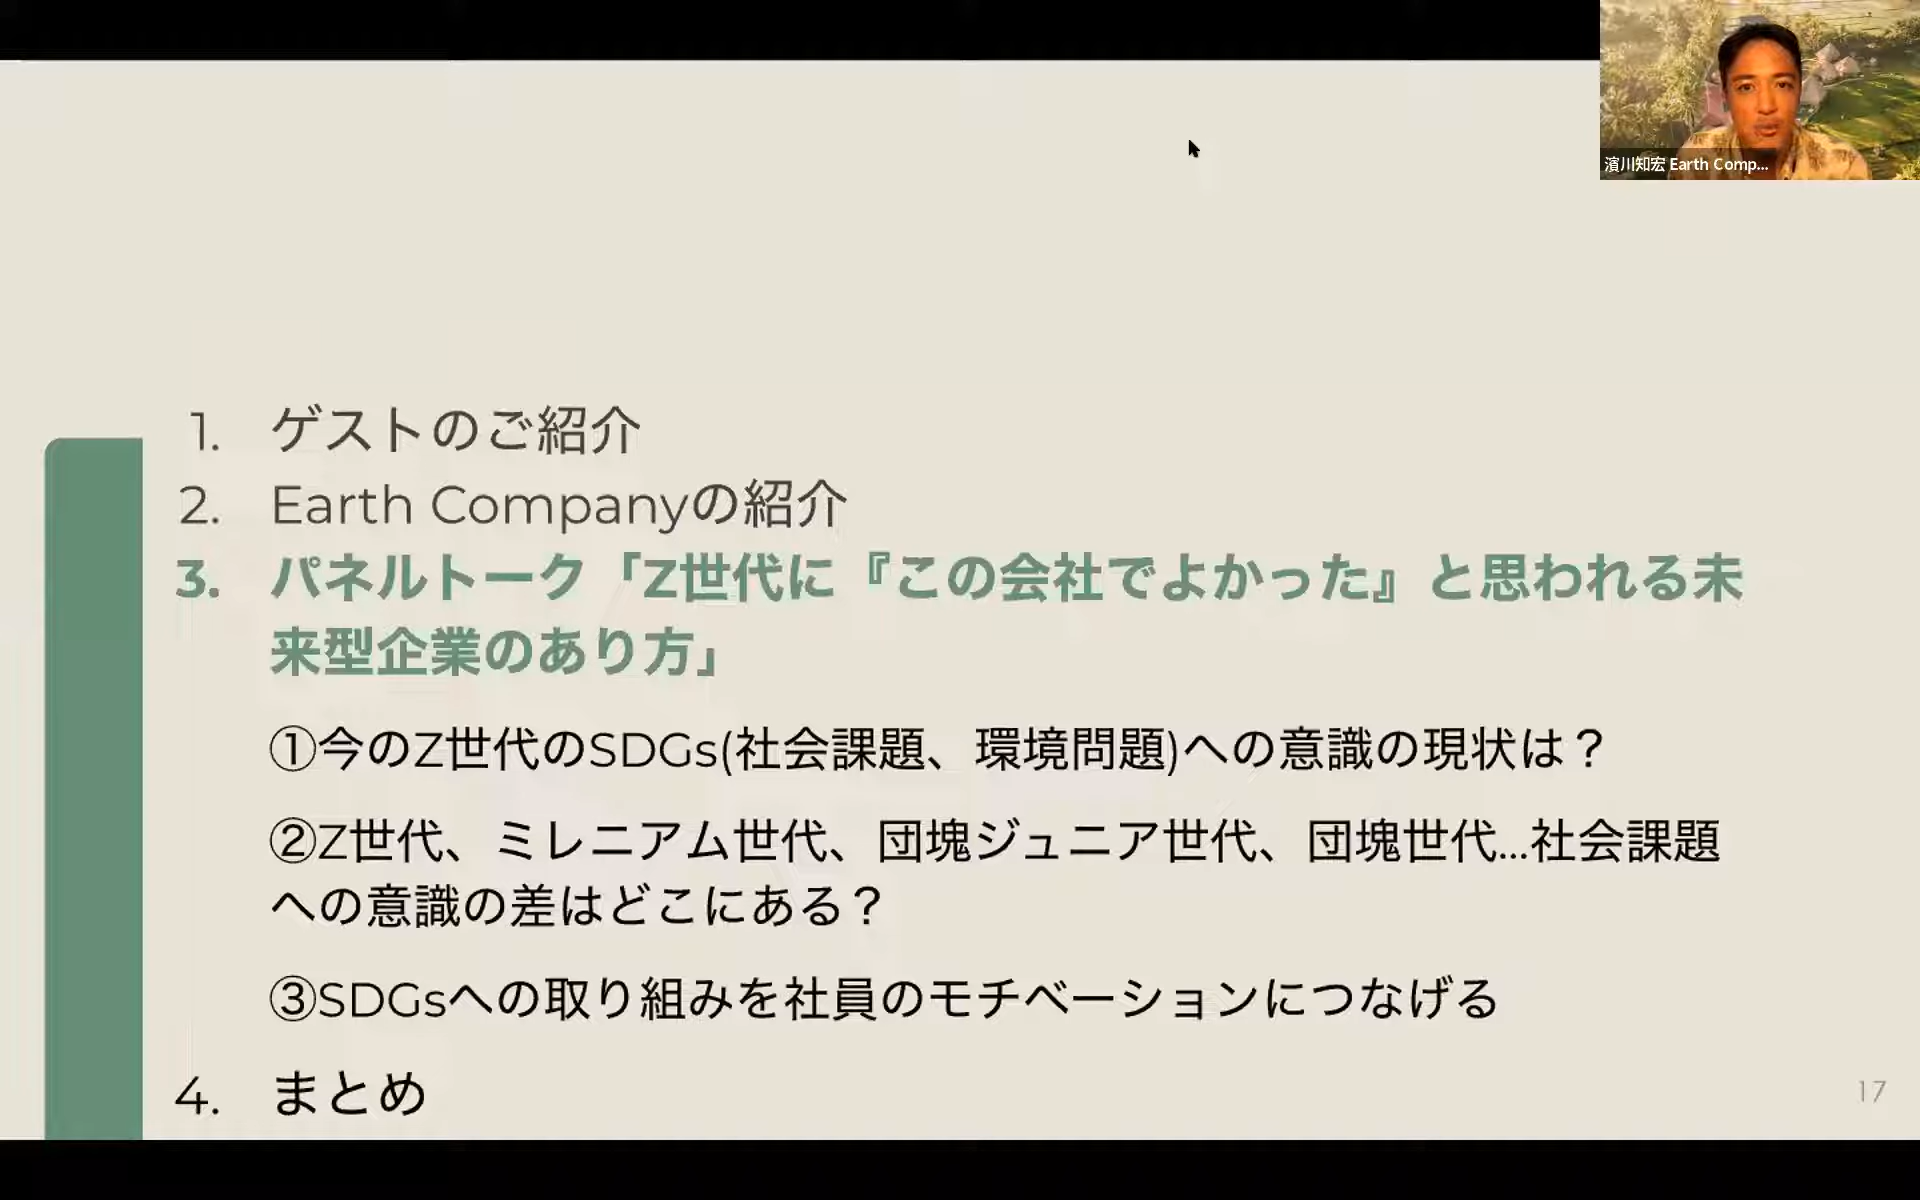 濱川知宏 Earth Comp...
1. ゲストのご紹介
2. Earth Companyの紹介
3. パネルトーク「Z世代に『この会社でよかった』と思われる未
来型企業のあり方」
①今のZ世代のSDGs(社会課題、環境問題)への意識の現状は？
②Z世代、ミレニアム世代、団塊ジュニア世代、団塊世代...社会課題
への意識の差はどこにある？
③SDGsへの取り組みを社員のモチベーションにつなげる
4. まとめ
17